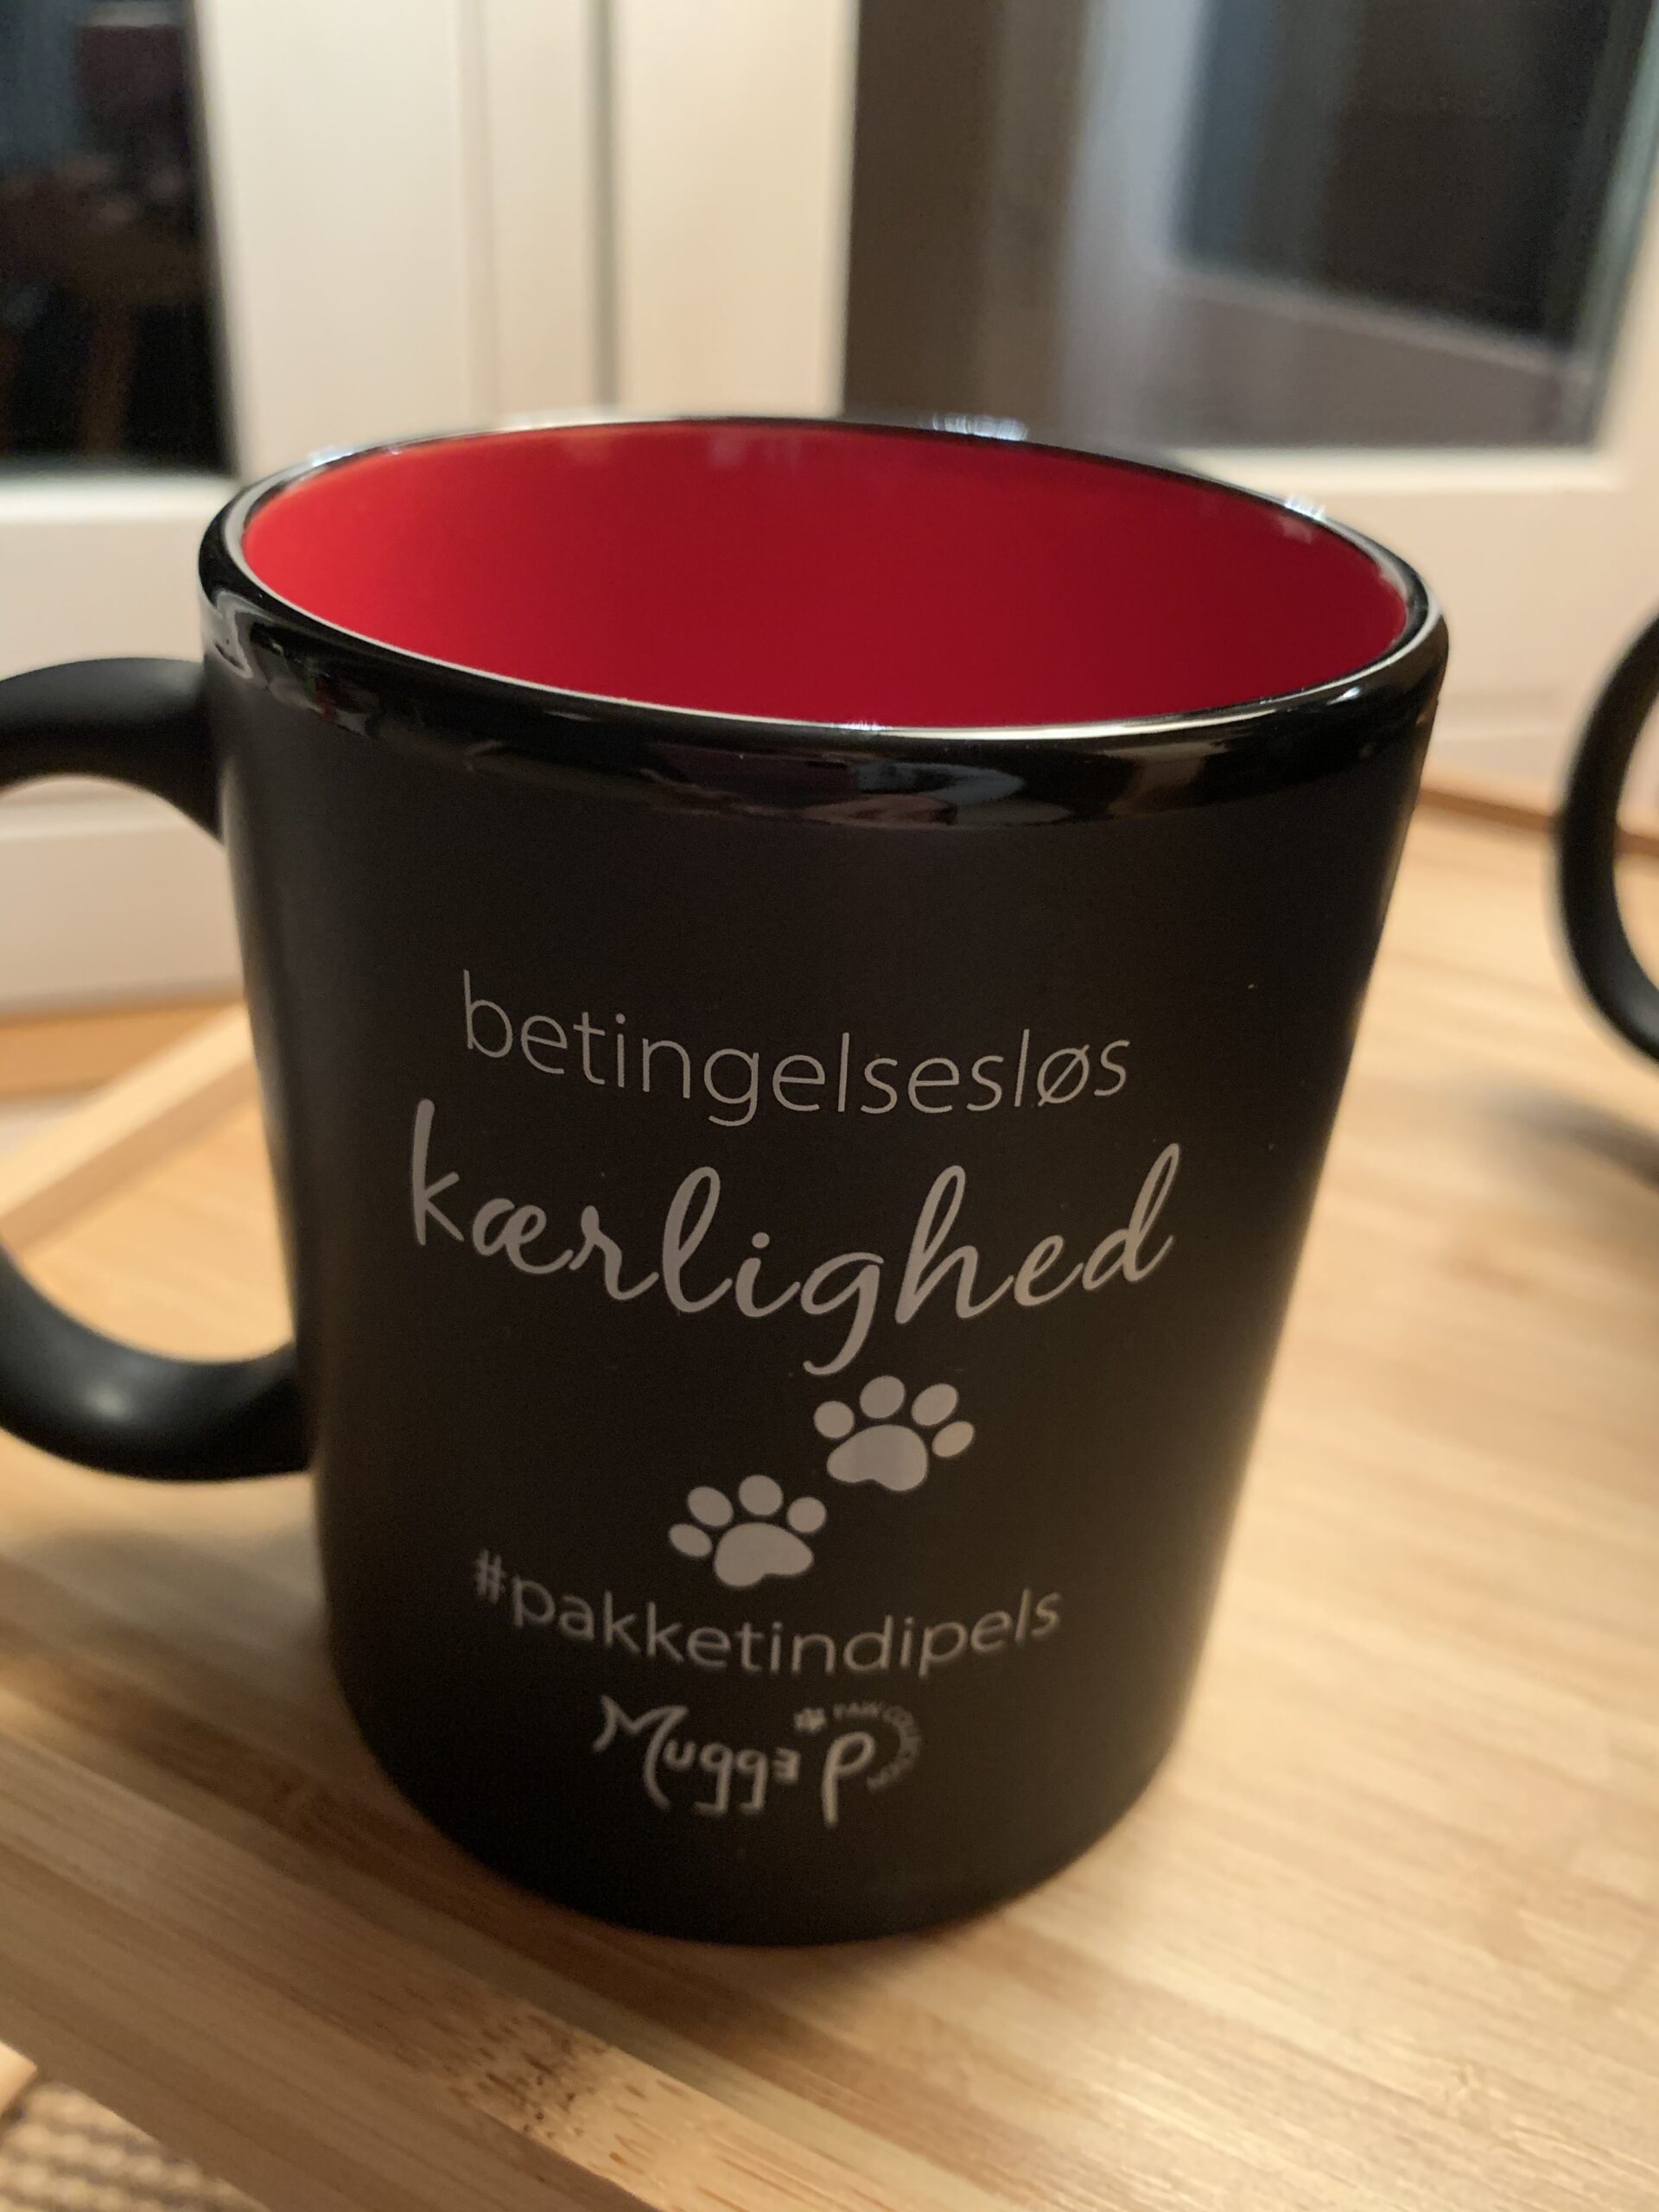 betingelsesløs
kærlighed
#pakketindipels
Mugge P